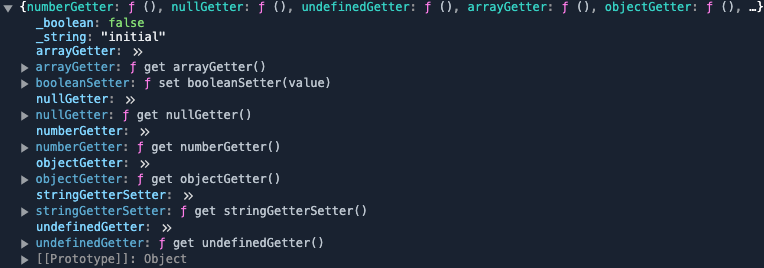 ▼ {numberGetter: ƒ (), nullGetter: ƒ (), undefinedGetter: ƒ (), arrayGetter: ƒ (), objectGetter: ƒ (), …}
_boolean: false
_string: "initial"
arrayGetter: »
▶ arrayGetter: ƒ get arrayGetter()
▶ booleanSetter: ƒ set booleanSetter(value)
nullGetter: »
▶ nullGetter: ƒ get nullGetter()
numberGetter: »
▶ numberGetter: ƒ get numberGetter()
objectGetter: »
▶ objectGetter: ƒ get objectGetter()
stringGetterSetter: »
▶ stringGetterSetter: ƒ get stringGetterSetter()
undefinedGetter: »
▶ undefinedGetter: ƒ get undefinedGetter()
▶ [[Prototype]]: Object